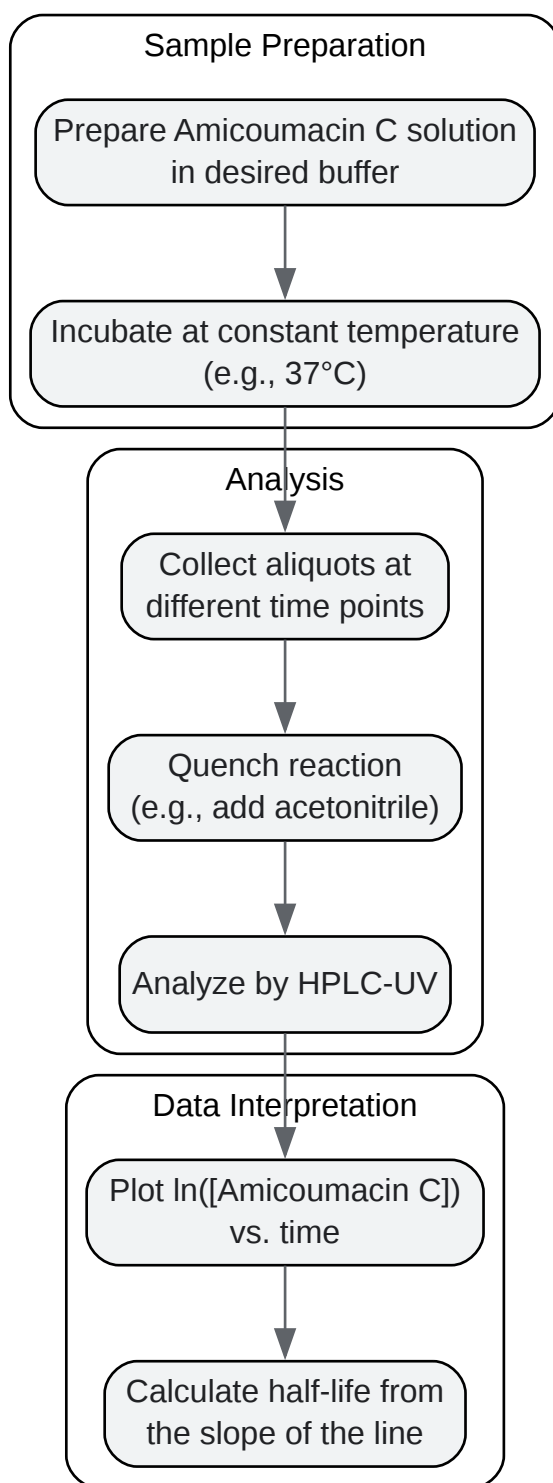 Sample Preparation
Prepare Amicoumacin C solution
in desired buffer
Incubate at constant temperature
(e.g., 37°C)
Analysis
Collect aliquots at
different time points
Quench reaction
(e.g., add acetonitrile)
Analyze by HPLC-UV
Data Interpretation
Plot ln([Amicoumacin C])
vs. time
Calculate half-life from
the slope of the line